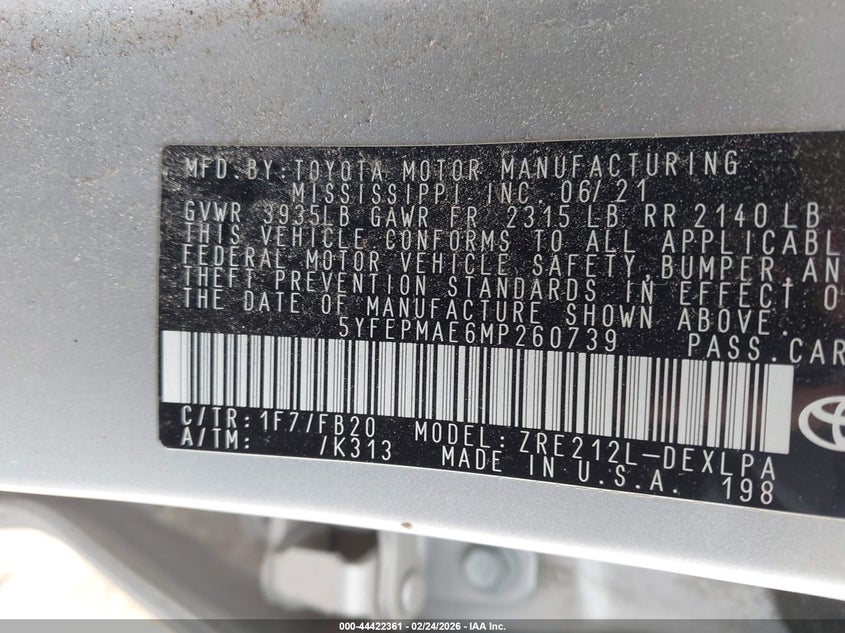 MFD.BY:TOYOTA MOTOR MANUFACTURING
MISSISSIPPI.INC. 06/21
GVWR 3935LB GAWR FR 2315 LB RR 2140 LB
THIS VEHICLE CONFORMS TO ALL APPLICABL
FEDERAL MOTOR VEHICLE SAFETY,BUMPER AN
THEFT PREVENTION STANDARDS IN EFFECT O
THE DATE OF MANUFACTURE SHOWN ABOVE.
5YFEPMAE6MP260739 PASS.CAR
C/TR: 1F7/FB20 MODEL: ZRE212L-DEXLPA
A/TM: /K313 MADE IN U.S.A. 198
000-44422361 | 02/24/2026 – IAA Inc.